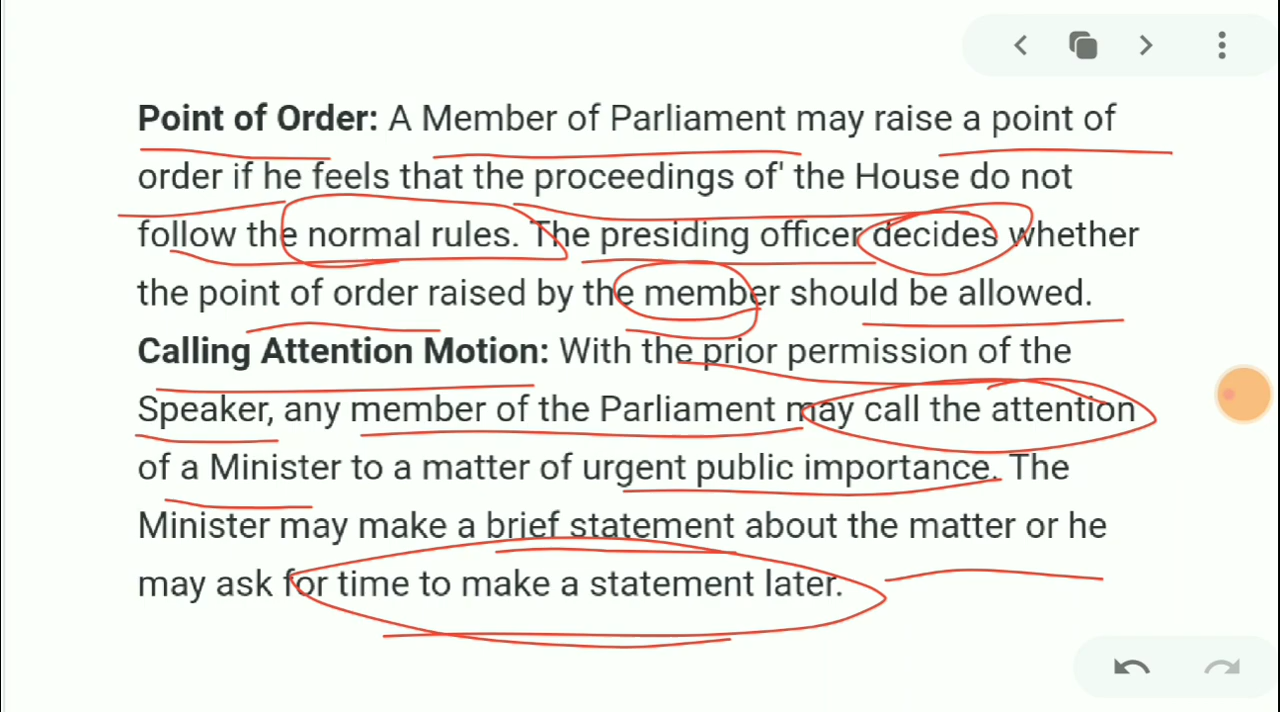 Point of Order: A Member of Parliament may raise a point of
order if he feels that the proceedings of' the House do not
follow the normal rules. The presiding officer decides whether
the point of order raised by the member should be allowed.
Calling Attention Motion: With the prior permission of the
Speaker, any member of the Parliament may call the attention
of a Minister to a matter of urgent public importance. The
Minister may make a brief statement about the matter or he
may ask for time to make a statement later.